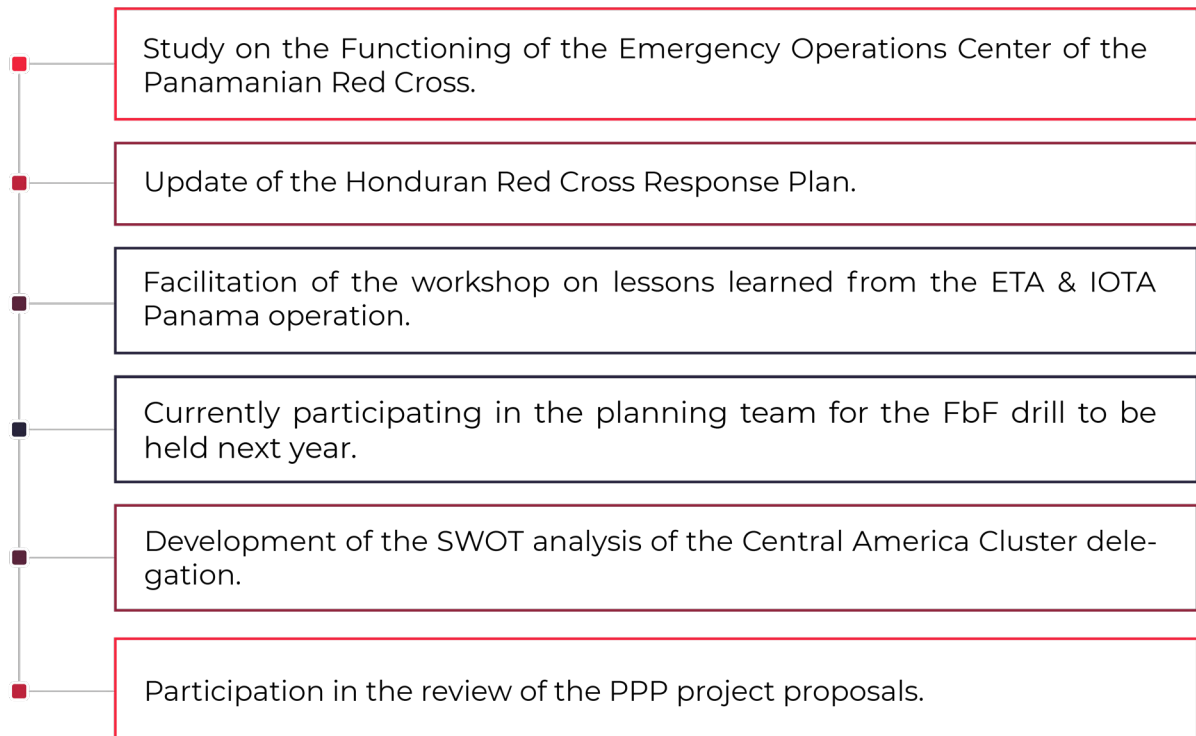 Study on the Functioning of the Emergency Operations Center of the
Panamanian Red Cross.
Update of the Honduran Red Cross Response Plan.
Facilitation of the workshop on lessons learned from the ETA & IOTA
Panama operation.
Currently participating in the planning team for the FbF drill to be
held next year.
Development of the SWOT analysis of the Central America Cluster dele-
gation.
Participation in the review of the PPP project proposals.